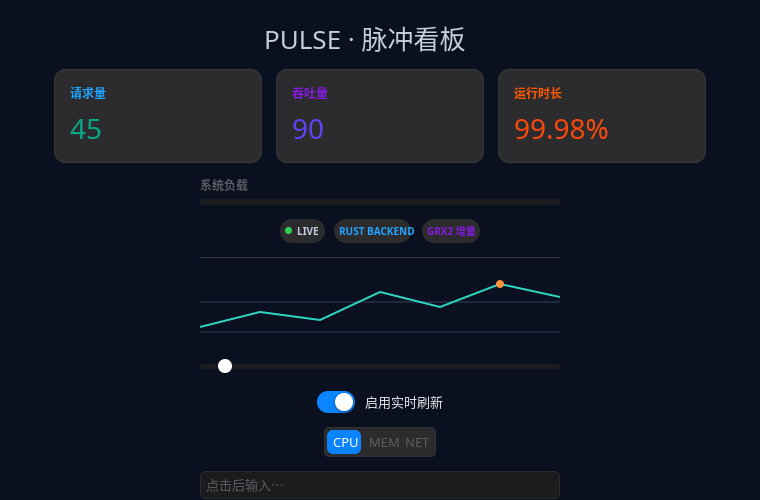 PULSE · 脉冲看板
请求量
45
吞吐量
90
运行时长
99.98%
系统负载
LIVE
RUST BACKEND
GRX2 增量
启用实时刷新
CPU MEM NET
点击后输入…